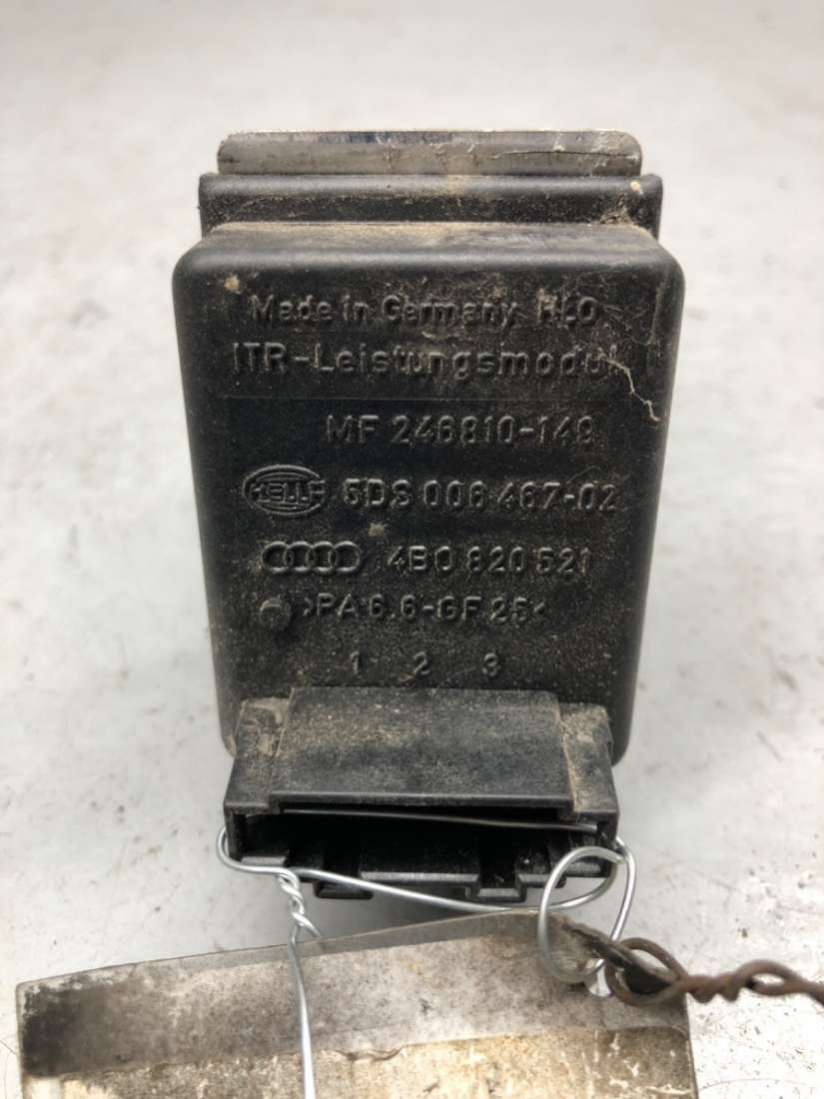 Made in Germany HLO
ITR-Leistungsmodul
MF 246810-149
HELLA 5DS 006 467-02
4B0 820 521
>PA 6.6-GF 25<
1 2 3